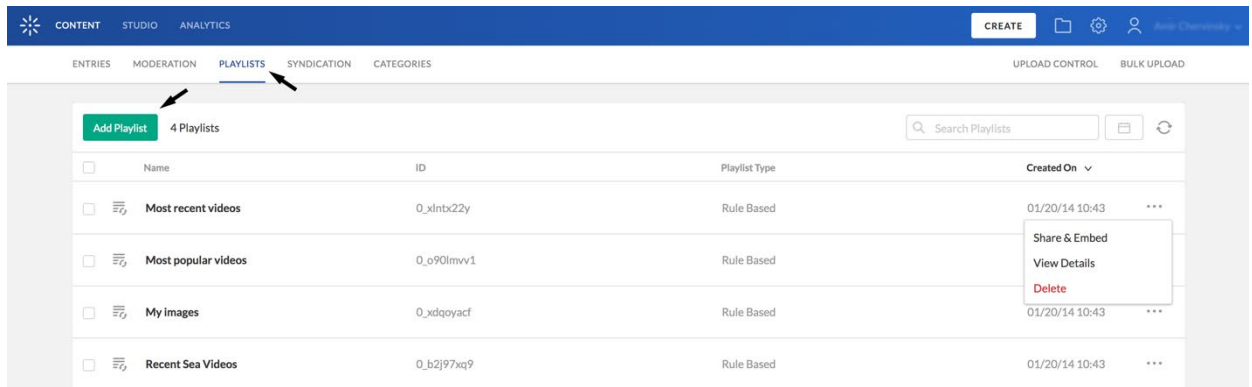 CONTENT STUDIO ANALYTICS CREATE
ENTRIES MODERATION PLAYLISTS SYNDICATION CATEGORIES UPLOAD CONTROL BULK UPLOAD
Add Playlist 4 Playlists Search Playlists
Name ID Playlist Type Created On
Most recent videos 0_xlntx22y Rule Based 01/20/14 10:43
Share & Embed
Most popular videos 0_o90lmvv1 Rule Based
View Details
Delete
My images 0_xdqoyacf Rule Based 01/20/14 10:43
Recent Sea Videos 0_b2j97xq9 Rule Based 01/20/14 10:43